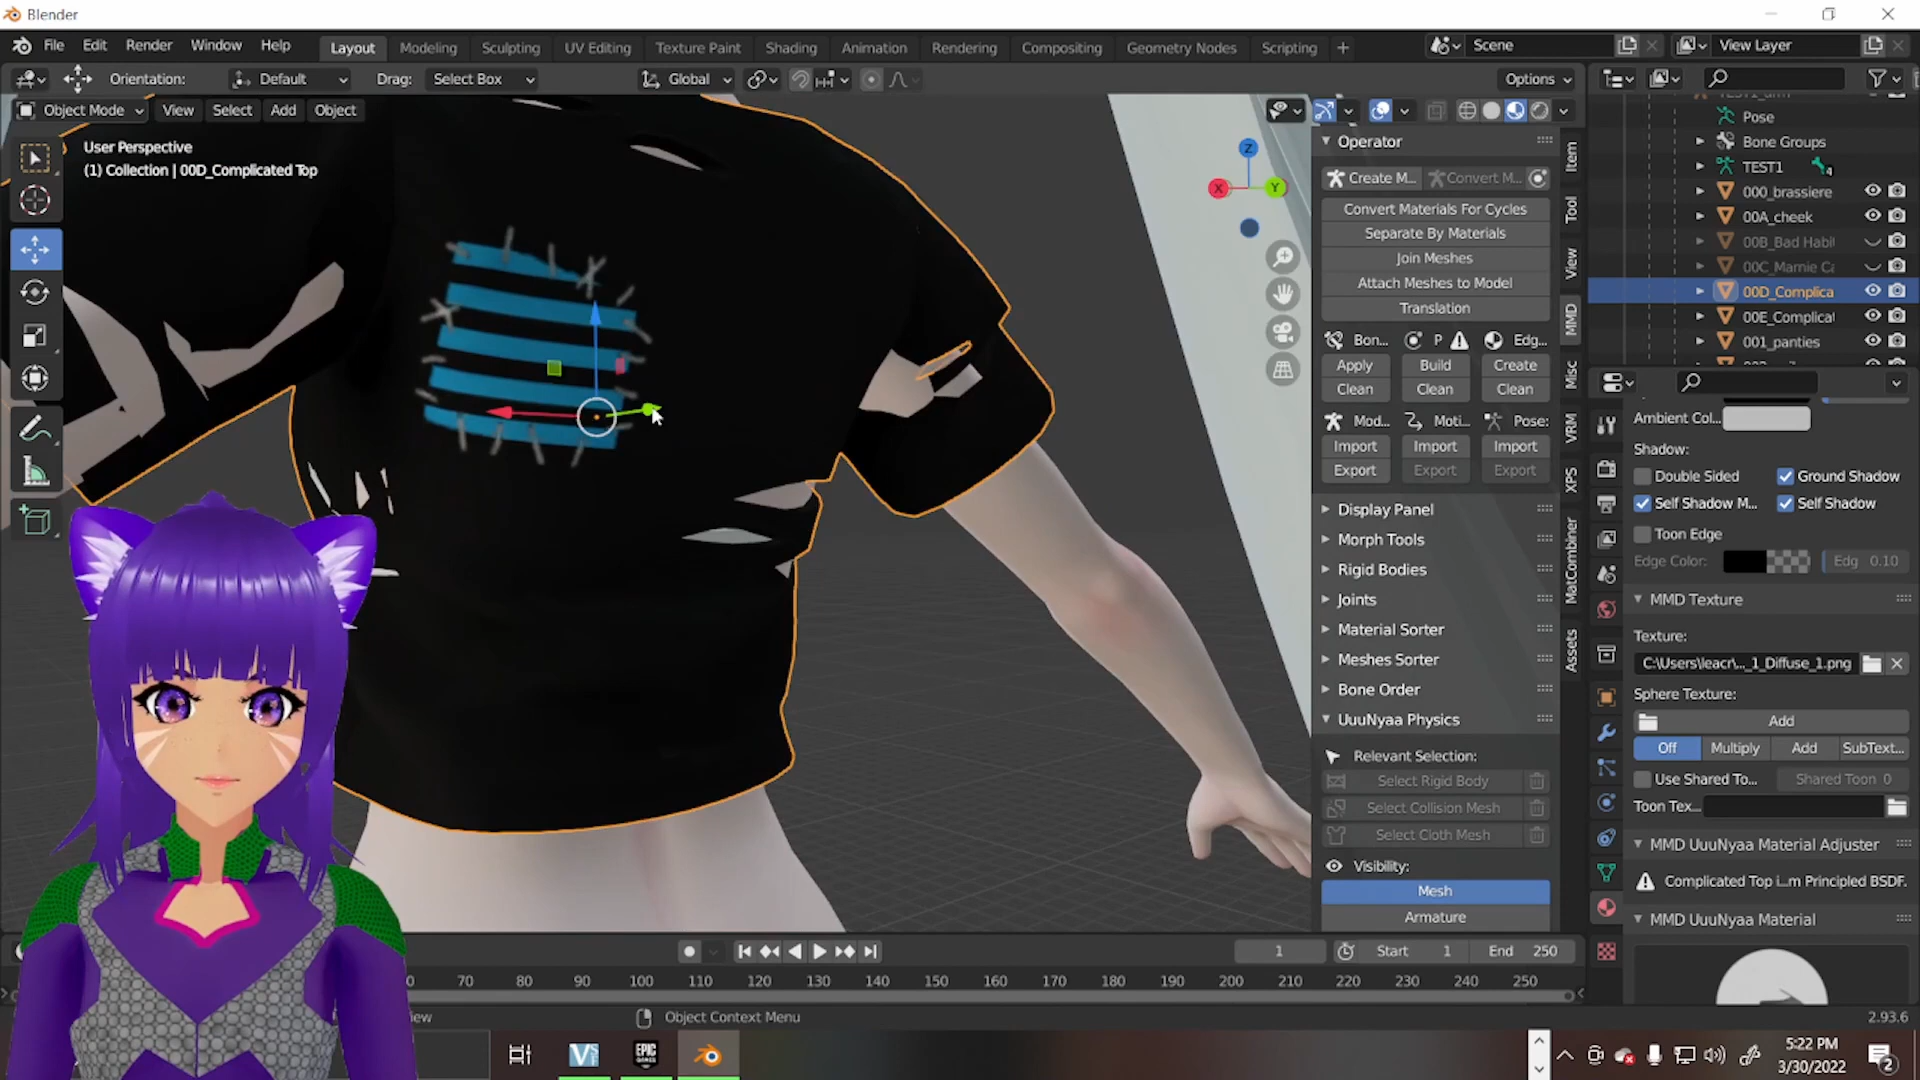 Blender
File Edit Render Window Help Layout Modeling Sculpting UV Editing Texture Paint Shading Animation Rendering Compositing Geometry Nodes Scripting + Scene View Layer
Orientation: Default Drag: Select Box Global Options
Object Mode View Select Add Object
User Perspective
(1) Collection | 00D_Complicated Top
Z
X
Y
Operator
Create M... Convert M...
Convert Materials For Cycles
Separate By Materials
Join Meshes
Attach Meshes to Model
Translation
Bon... P Edg...
Apply Build Create
Clean Clean Clean
Mod... Moti... Pose:
Import Import Import
Export Export Export
Display Panel
Morph Tools
Rigid Bodies
Joints
Material Sorter
Meshes Sorter
Bone Order
UuuNyaa Physics
Relevant Selection:
Select Rigid Body
Select Collision Mesh
Select Cloth Mesh
Visibility:
Mesh
Armature
Item
Tool
View
MMD
Misc
VRM
XPS
MatCombiner
Assets
Pose
Bone Groups
TEST1 4
000_brassiere
00A_cheek
00B_Bad Habi
00C_Marnie Ca
00D_Complica
00E_Complicat
001_panties
Ambient Col...
Shadow:
Double Sided Ground Shadow
Self Shadow M... Self Shadow
Toon Edge
Edge Color: Edg 0.10
MMD Texture
Texture:
C:\Users\leacr\..._1_Diffuse_1.png
Sphere Texture:
Add
Off Multiply Add SubText...
Use Shared To... Shared Toon 0
Toon Tex...
MMD UuuNyaa Material Adjuster
Complicated Top i...m Principled BSDF.
MMD UuuNyaa Material
1 Start 1 End 250
70 80 90 100 110 120 130 140 150 160 170 180 190 200 210 220 230 240 250
Object Context Menu 2.93.6
EPIC GAMES
5:22 PM
3/30/2022
2